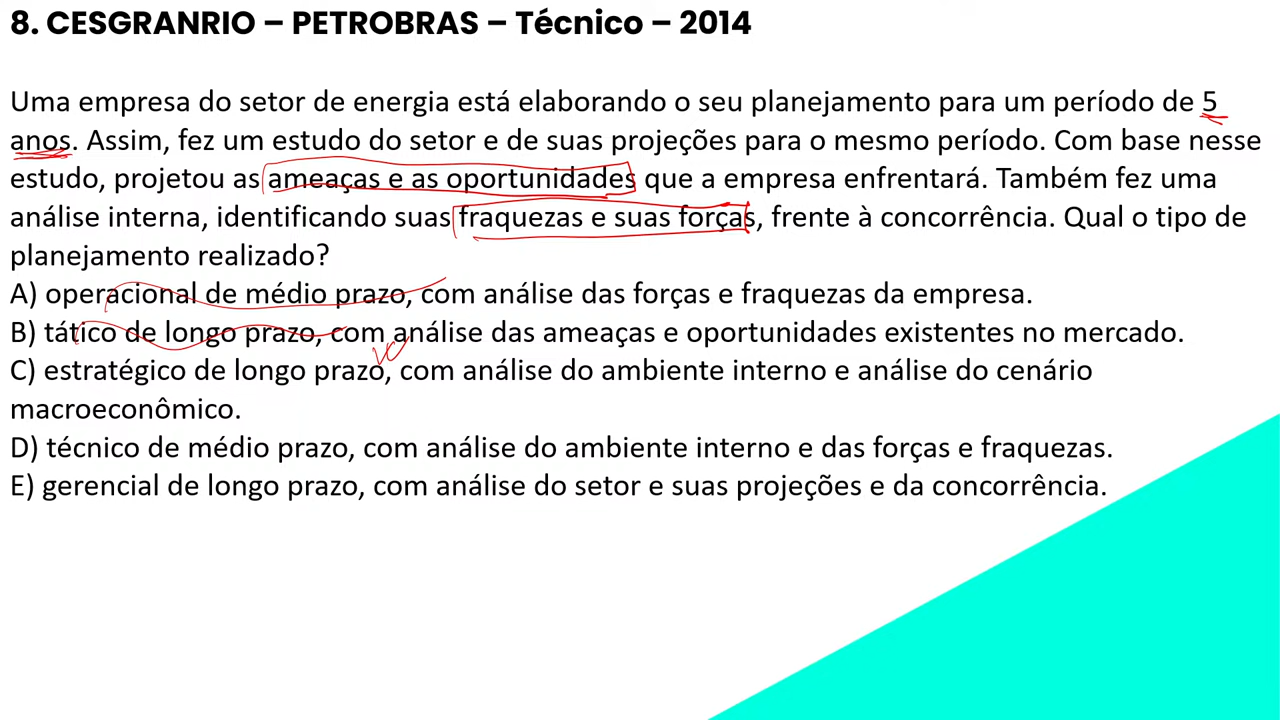 8. CESGRANRIO – PETROBRAS – Técnico – 2014
Uma empresa do setor de energia está elaborando o seu planejamento para um período de 5
anos. Assim, fez um estudo do setor e de suas projeções para o mesmo período. Com base nesse
estudo, projetou as ameaças e as oportunidades que a empresa enfrentará. Também fez uma
análise interna, identificando suas fraquezas e suas forças, frente à concorrência. Qual o tipo de
planejamento realizado?
A) operacional de médio prazo, com análise das forças e fraquezas da empresa.
B) tático de longo prazo, com análise das ameaças e oportunidades existentes no mercado.
C) estratégico de longo prazo, com análise do ambiente interno e análise do cenário
macroeconômico.
D) técnico de médio prazo, com análise do ambiente interno e das forças e fraquezas.
E) gerencial de longo prazo, com análise do setor e suas projeções e da concorrência.